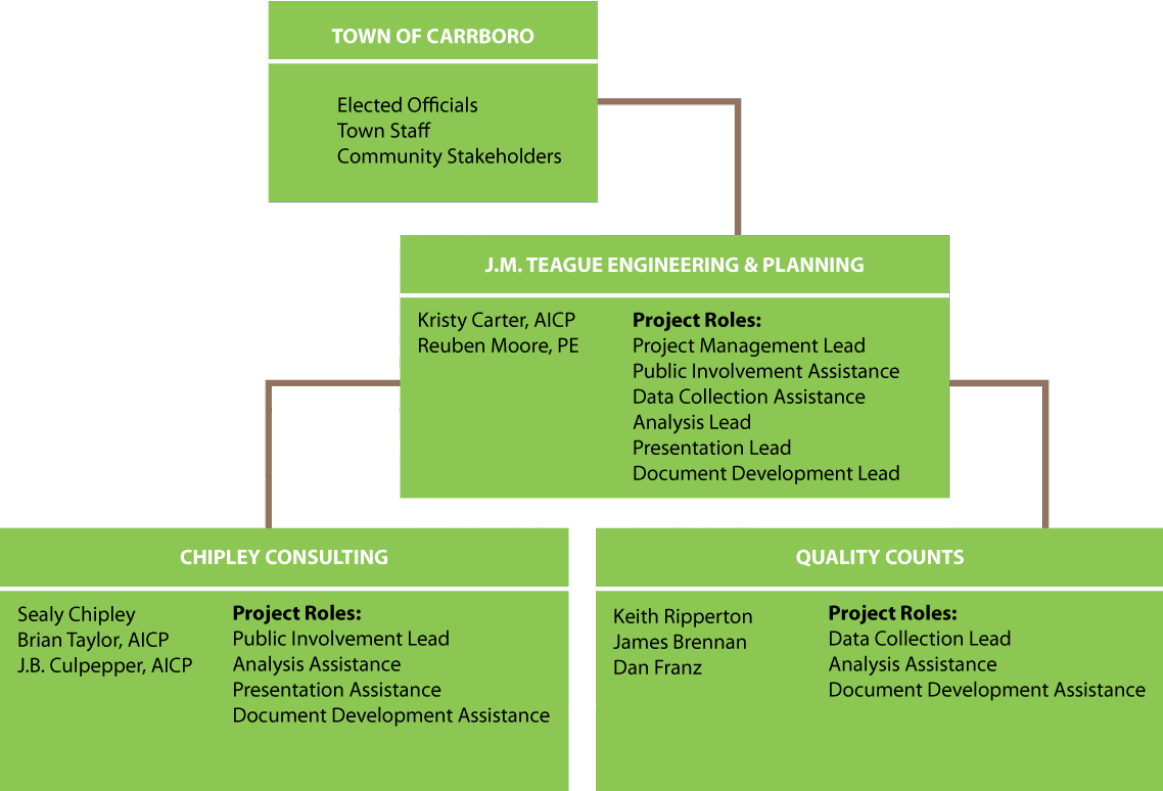 TOWN OF CARRBORO
Elected Officials
Town Staff
Community Stakeholders
J.M. TEAGUE ENGINEERING & PLANNING
Kristy Carter, AICP
Reuben Moore, PE
Project Roles:
Project Management Lead
Public Involvement Assistance
Data Collection Assistance
Analysis Lead
Presentation Lead
Document Development Lead
CHIPLEY CONSULTING
Sealy Chipley
Brian Taylor, AICP
J.B. Culpepper, AICP
Project Roles:
Public Involvement Lead
Analysis Assistance
Presentation Assistance
Document Development Assistance
QUALITY COUNTS
Keith Ripperton
James Brennan
Dan Franz
Project Roles:
Data Collection Lead
Analysis Assistance
Document Development Assistance